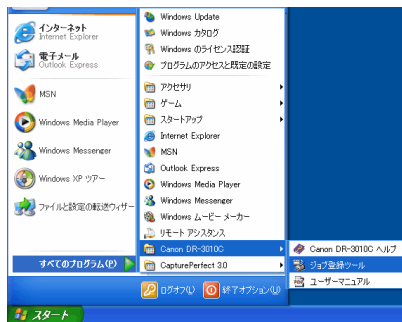 インターネット
Internet Explorer
電子メール
Outlook Express
MSN
Windows Media Player
Windows Messenger
Windows XP ツアー
ファイルと設定の転送ウィザー
すべてのプログラム(P)
Windows Update
Windows カタログ
Windows のライセンス認証
プログラムのアクセスと既定の設定
アクセサリ
ゲーム
スタートアップ
Internet Explorer
MSN
Outlook Express
Windows Media Player
Windows Messenger
Windows ムービー メーカー
リモート アシスタンス
Canon DR-3010C
CapturePerfect 3.0
Canon DR-3010C ヘルプ
ジョブ登録ツール
ユーザーマニュアル
ログオフ(L)
終了オプション(U)
スタート